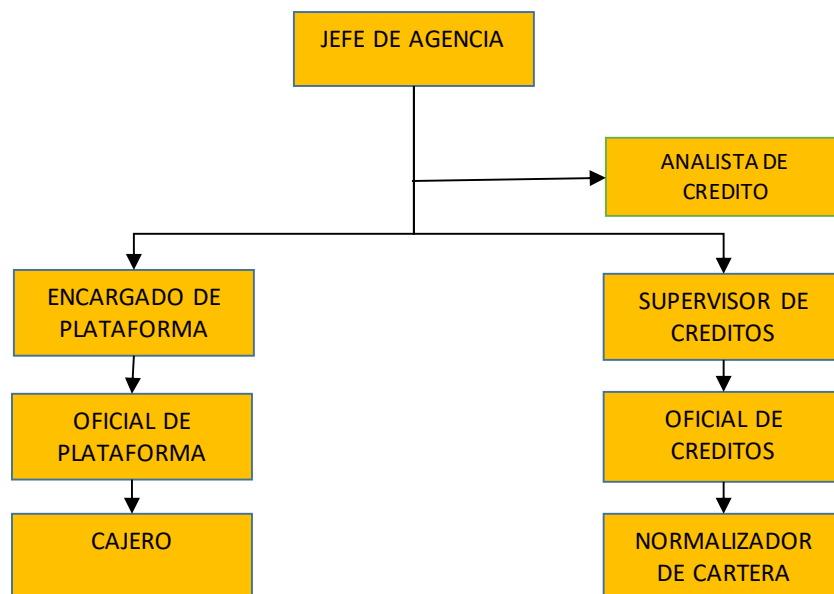 JEFE DE AGENCIA
ANALISTA DE
CREDITO
ENCARGADO DE
PLATAFORMA
SUPERVISOR DE
CREDITOS
OFICIAL DE
PLATAFORMA
OFICIAL DE
CREDITOS
CAJERO
NORMALIZADOR
DE CARTERA